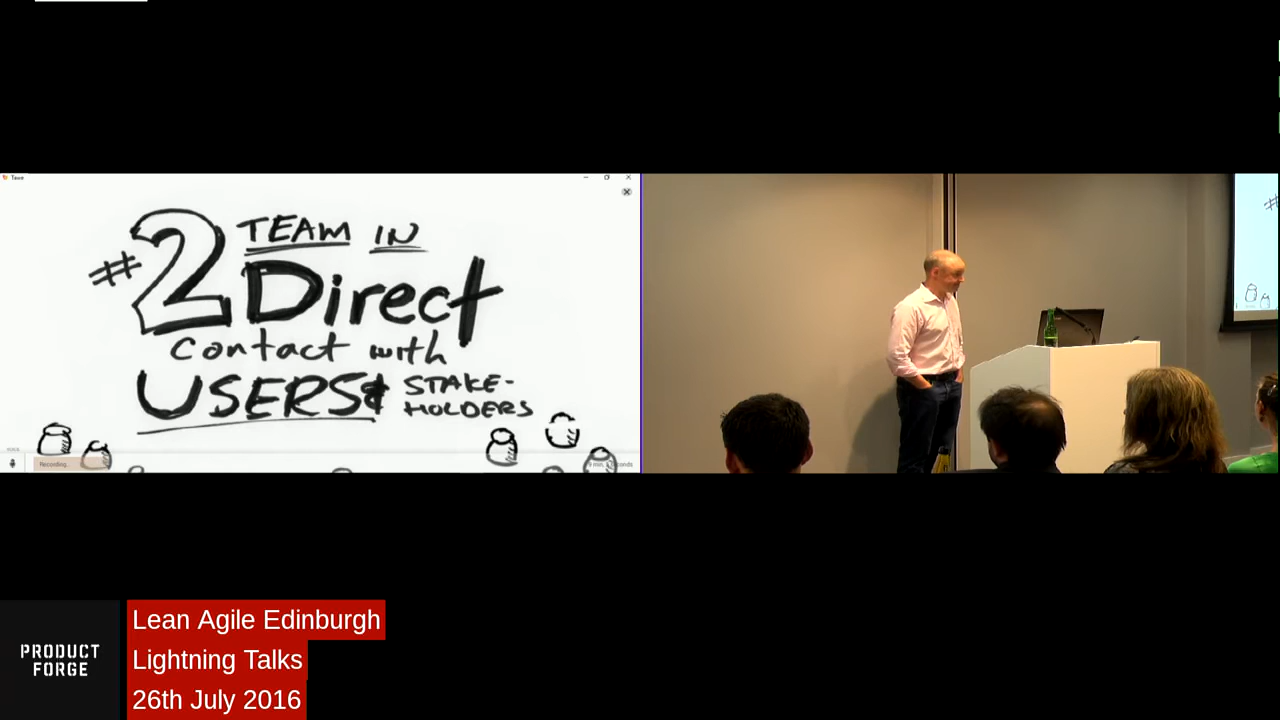 Tawe
#2 TEAM IN
Direct
contact with
USERS & STAKE-
HOLDERS
Recording
PRODUCT
FORGE
Lean Agile Edinburgh
Lightning Talks
26th July 2016